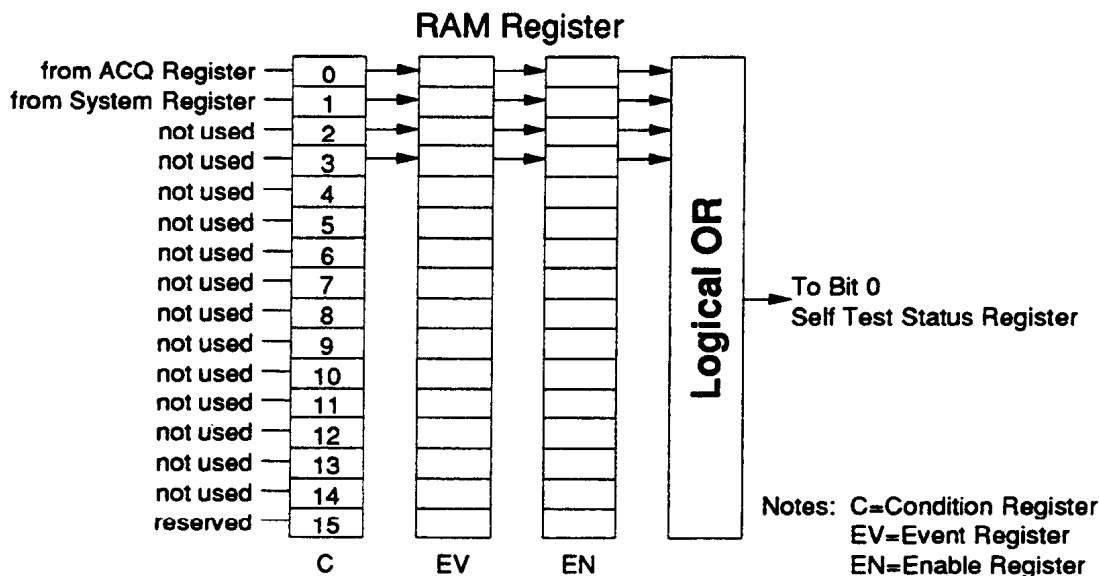 RAM Register
from ACQ Register 0
from System Register 1
not used 2
not used 3
not used 4
not used 5
not used 6
not used 7
not used 8
not used 9
not used 10
not used 11
not used 12
not used 13
not used 14
reserved 15
C EV EN
Logical OR
To Bit 0
Self Test Status Register
Notes: C=Condition Register
EV=Event Register
EN=Enable Register